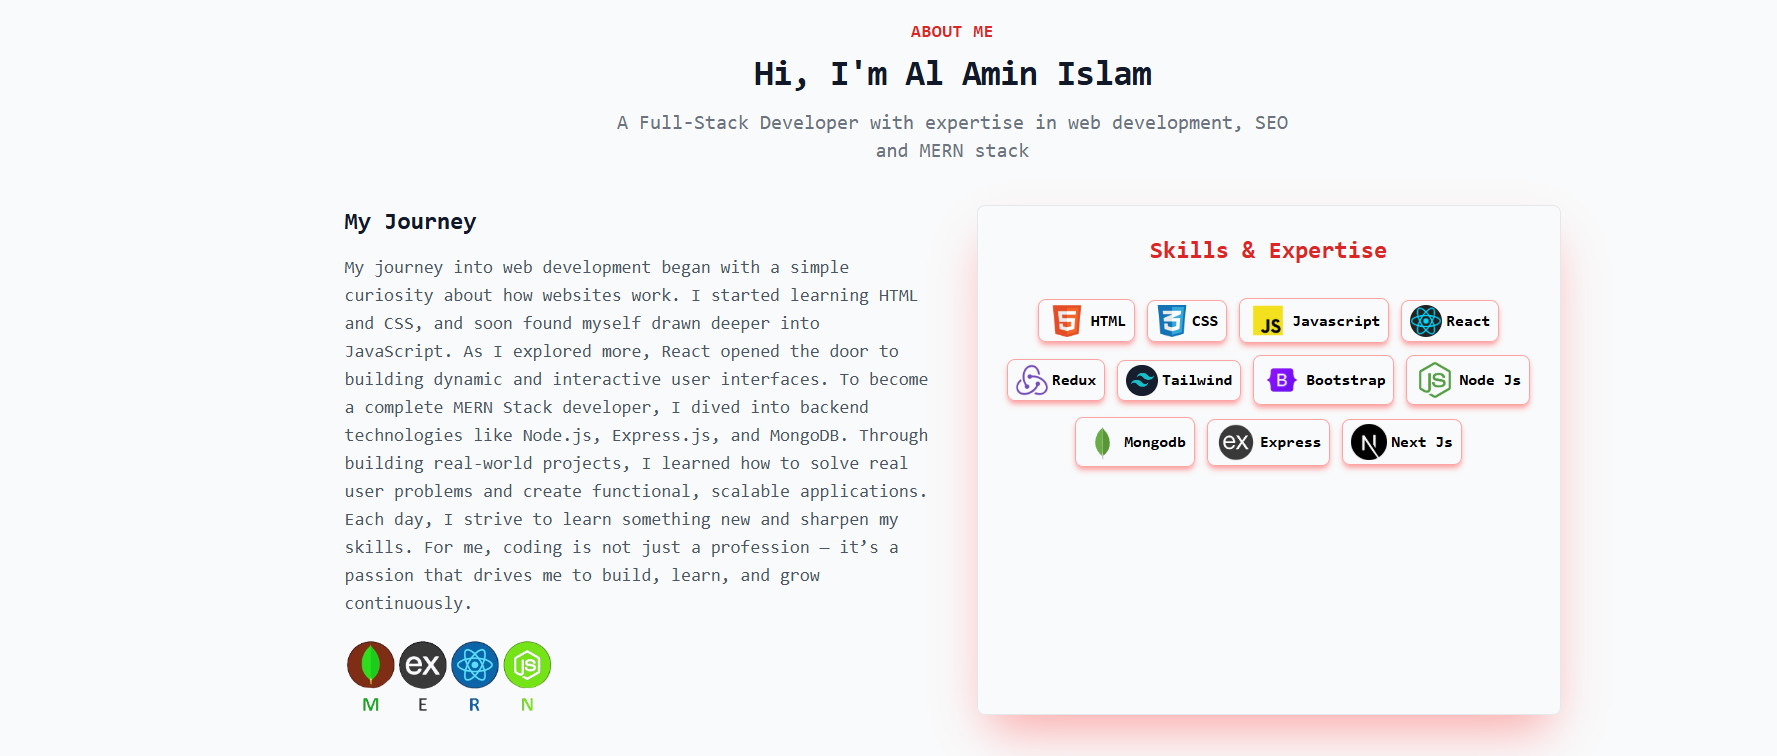 ABOUT ME
Hi, I'm Al Amin Islam
A Full-Stack Developer with expertise in web development, SEO
and MERN stack
My Journey
My journey into web development began with a simple
curiosity about how websites work. I started learning HTML
and CSS, and soon found myself drawn deeper into
JavaScript. As I explored more, React opened the door to
building dynamic and interactive user interfaces. To become
a complete MERN Stack developer, I dived into backend
technologies like Node.js, Express.js, and MongoDB. Through
building real-world projects, I learned how to solve real
user problems and create functional, scalable applications.
Each day, I strive to learn something new and sharpen my
skills. For me, coding is not just a profession — it’s a
passion that drives me to build, learn, and grow
continuously.
ex JS
M E R N
Skills & Expertise
5 HTML 3 CSS JS Javascript React
Redux Tailwind B Bootstrap JS Node Js
Mongodb ex Express N Next Js